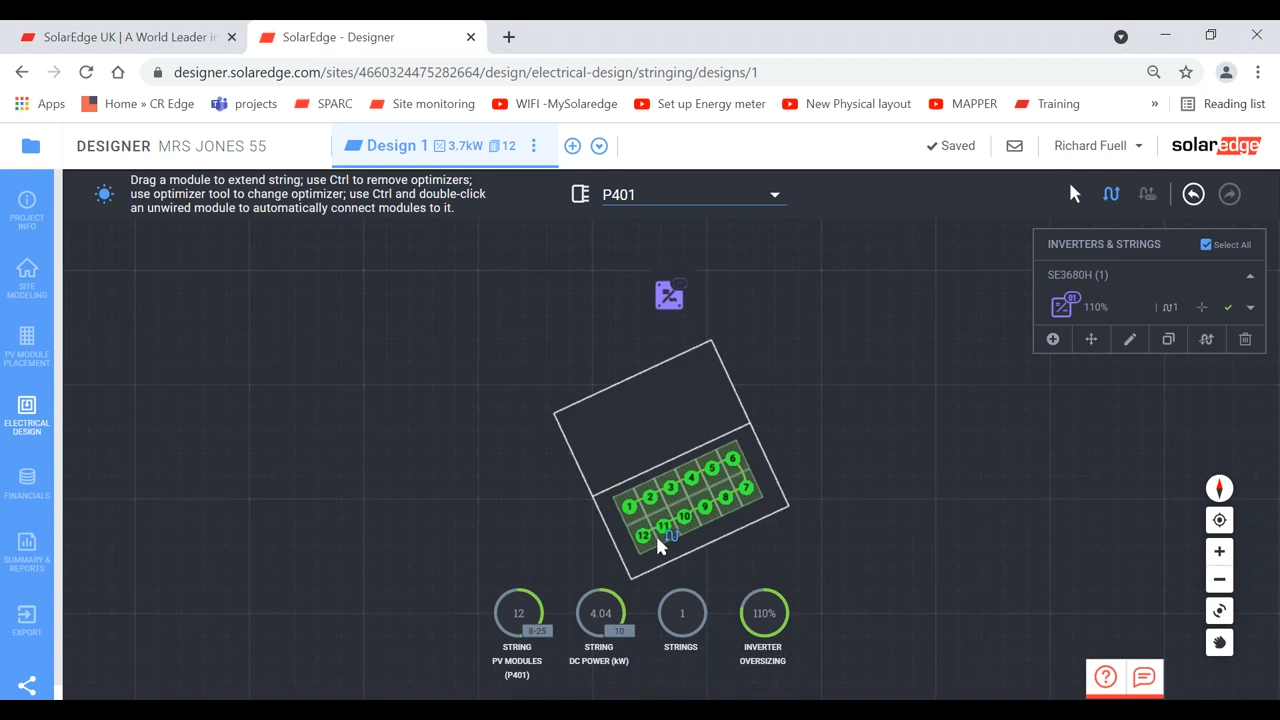 SolarEdge UK | A World Leader in
SolarEdge - Designer
designer.solaredge.com/sites/4660324475282664/design/electrical-design/stringing/designs/1
Apps
Home » CR Edge
projects
SPARC
Site monitoring
WIFI -MySolaredge
Set up Energy meter
New Physical layout
MAPPER
Training
»
Reading list
DESIGNER MRS JONES 55
Design 1 3.7kW 12
Saved
Richard Fuell
solaredge
Drag a module to extend string; use Ctrl to remove optimizers;
use optimizer tool to change optimizer; use Ctrl and double-click
an unwired module to automatically connect modules to it.
P401
PROJECT
INFO
SITE
MODELING
PV MODULE
PLACEMENT
ELECTRICAL
DESIGN
FINANCIALS
SUMMARY &
REPORTS
EXPORT
INVERTERS & STRINGS
Select All
SE3680H (1)
01
110%
1
1 2 3 4 5 6
12 11 10 9 8 7
12
8-25
STRING
PV MODULES
(P401)
4.04
10
STRING
DC POWER (kW)
1
STRINGS
110%
INVERTER
OVERSIZING